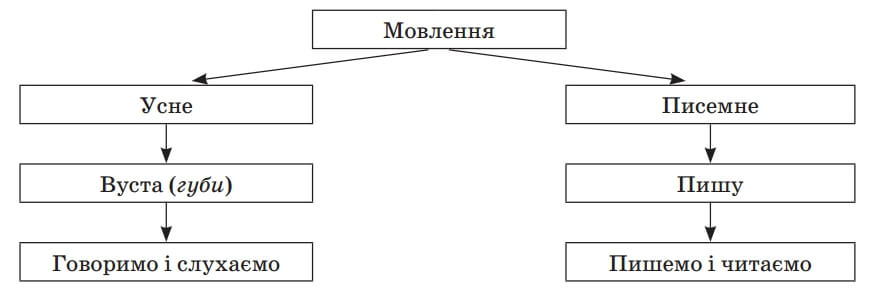 Мовлення
Усне
Писемне
Вуста (губи)
Пишу
Говоримо і слухаємо
Пишемо і читаємо